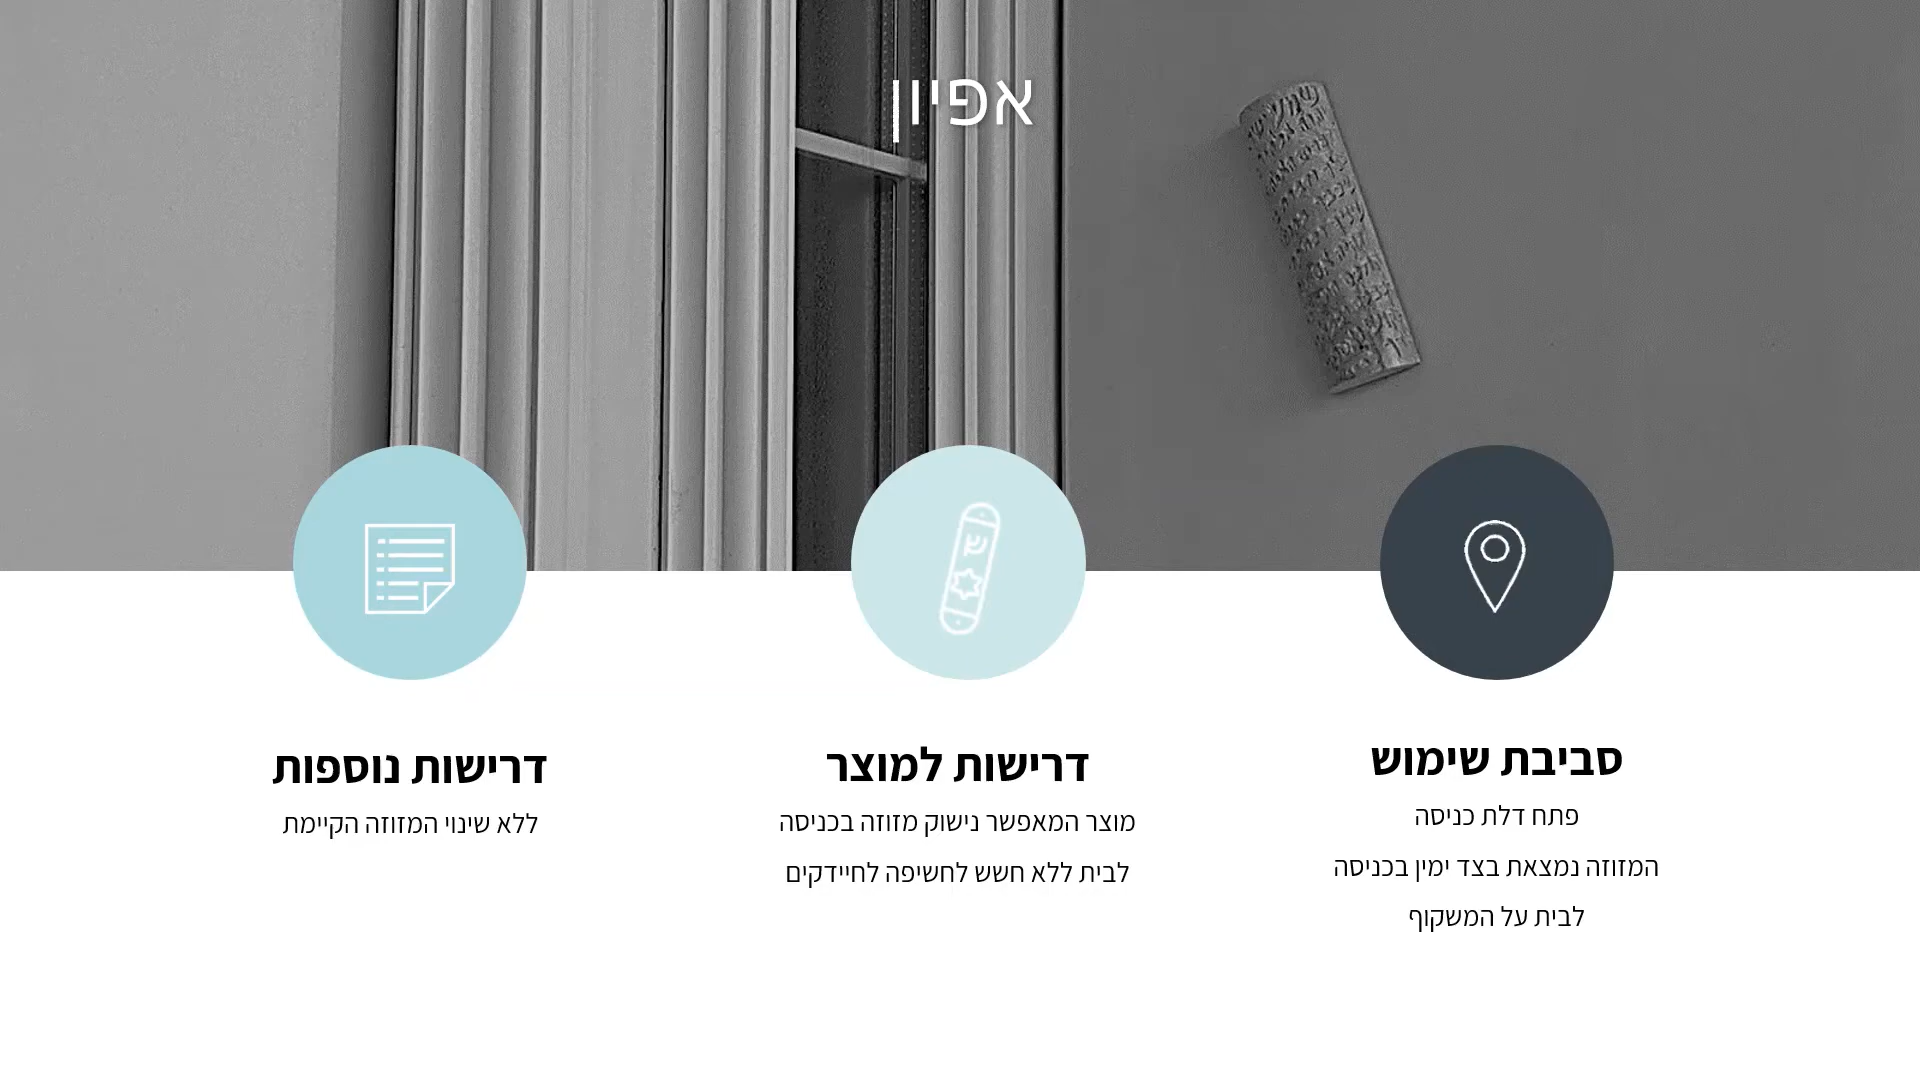 אפיון
סביבת שימוש
פתח דלת כניסה
המזוזה נמצאת בצד ימין בכניסה
לבית על המשקוף
דרישות למוצר
מוצר המאפשר נישוק מזוזה בכניסה
לבית ללא חשש לחשיפה לחיידקים
דרישות נוספות
ללא שינוי המזוזה הקיימת
ש